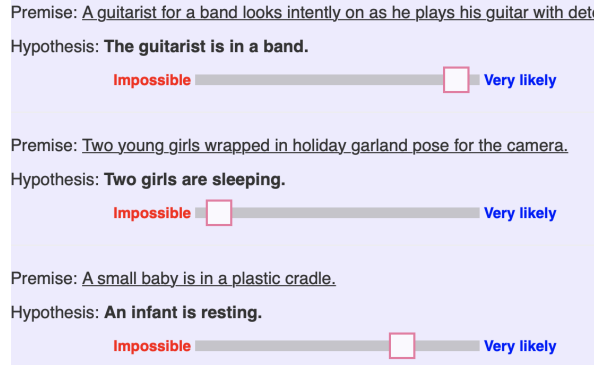 Premise: A guitarist for a band looks intently on as he plays his guitar with
Hypothesis: The guitarist is in a band.
Impossible Very likely
Premise: Two young girls wrapped in holiday garland pose for the camera.
Hypothesis: Two girls are sleeping.
Impossible Very likely
Premise: A small baby is in a plastic cradle.
Hypothesis: An infant is resting.
Impossible Very likely